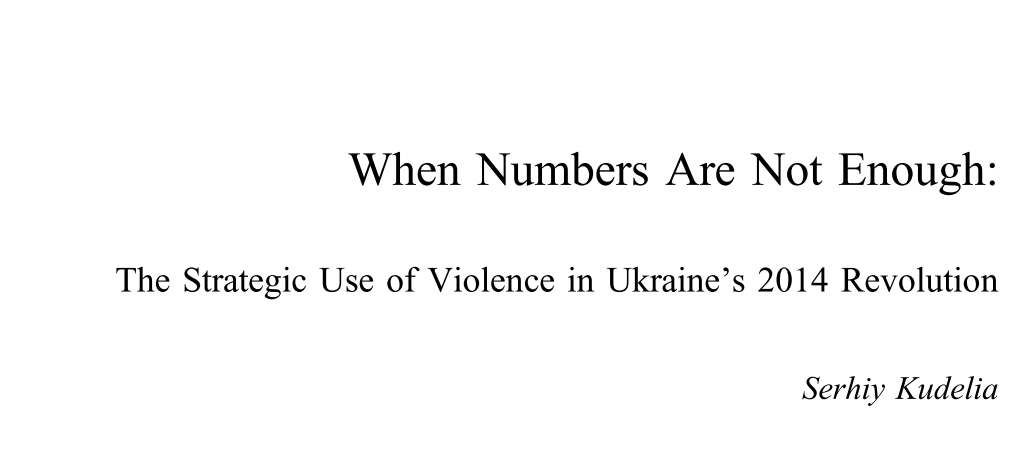 When Numbers Are Not Enough:
The Strategic Use of Violence in Ukraine’s 2014 Revolution
Serhiy Kudelia